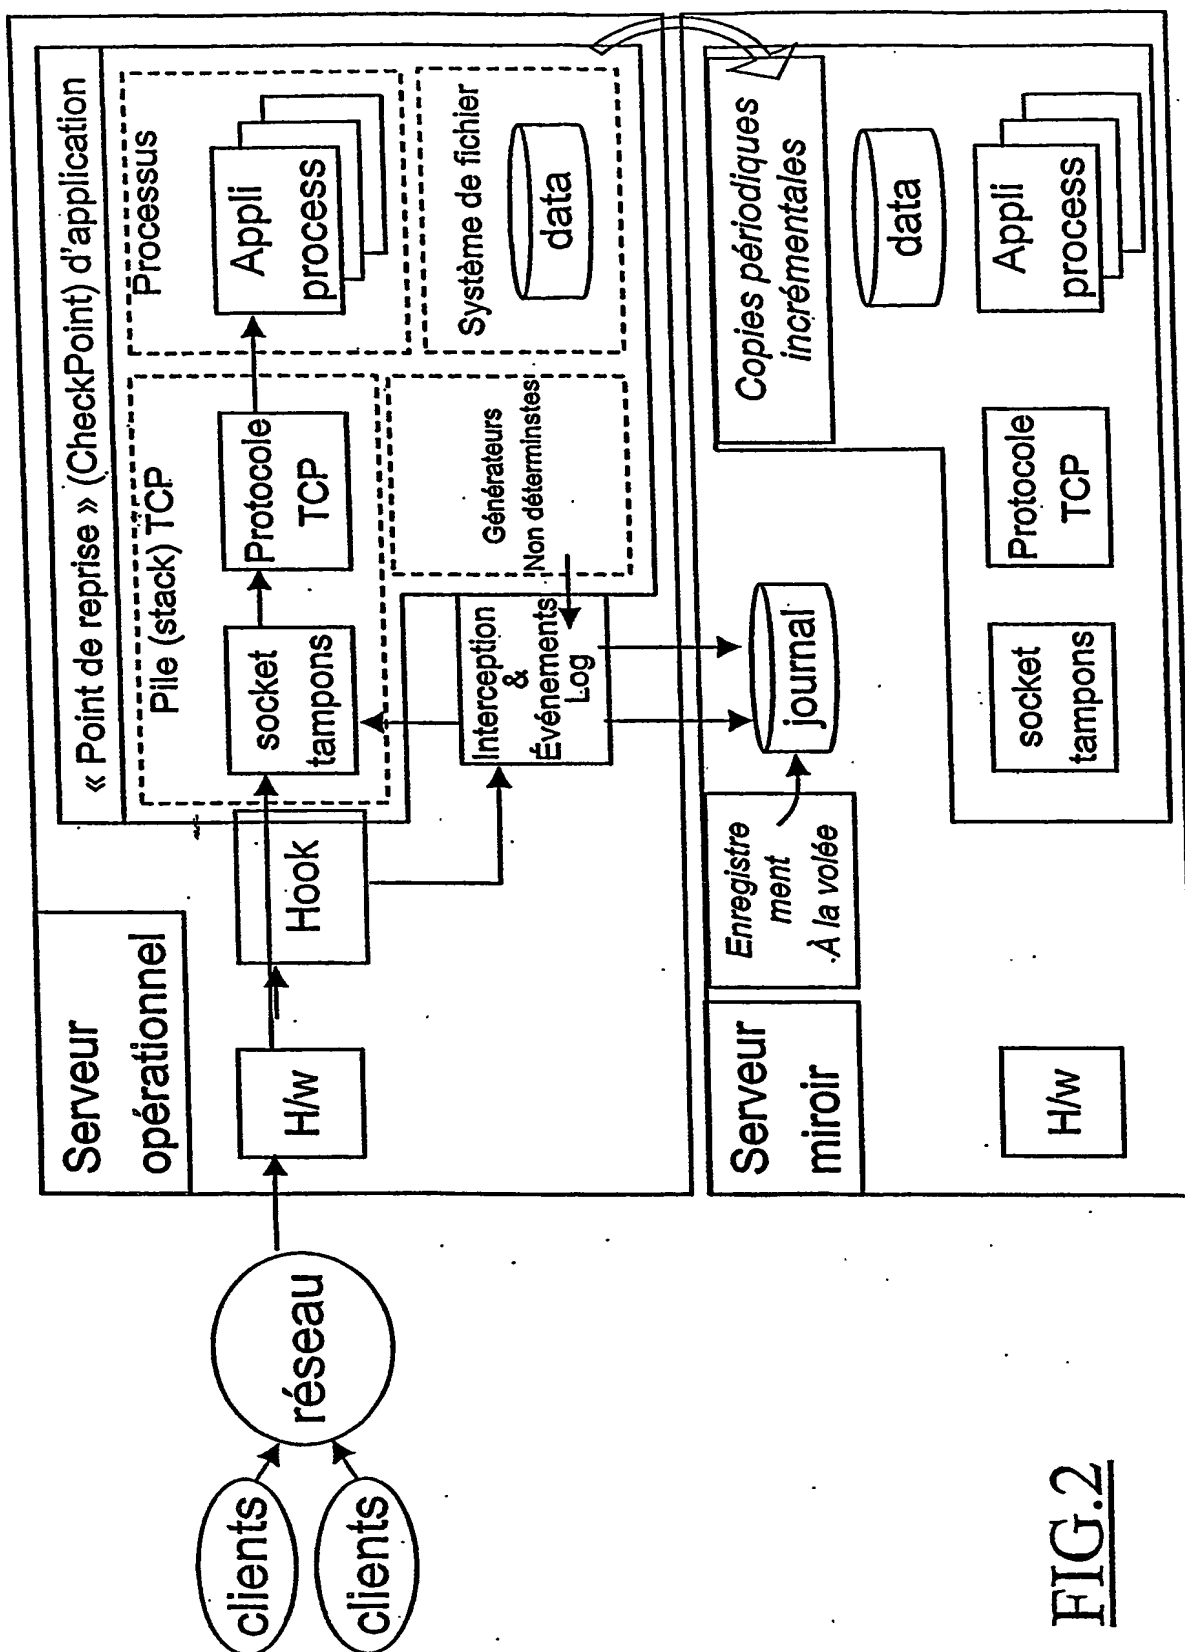 clients
clients
réseau
Serveur
opérationnel
H/w
Hook
« Point de reprise » (CheckPoint) d'application
Pile (stack) TCP
socket
tampons
Protocole
TCP
Processus
Appli
process
Interception
&
Événements
Log
Générateurs
Non déterminstes
Système de fichier
data
Serveur
miroir
H/w
Enregistre
ment
À la volée
journal
Copies périodiques
incrémentales
data
socket
tampons
Protocole
TCP
Appli
process
FIG.2